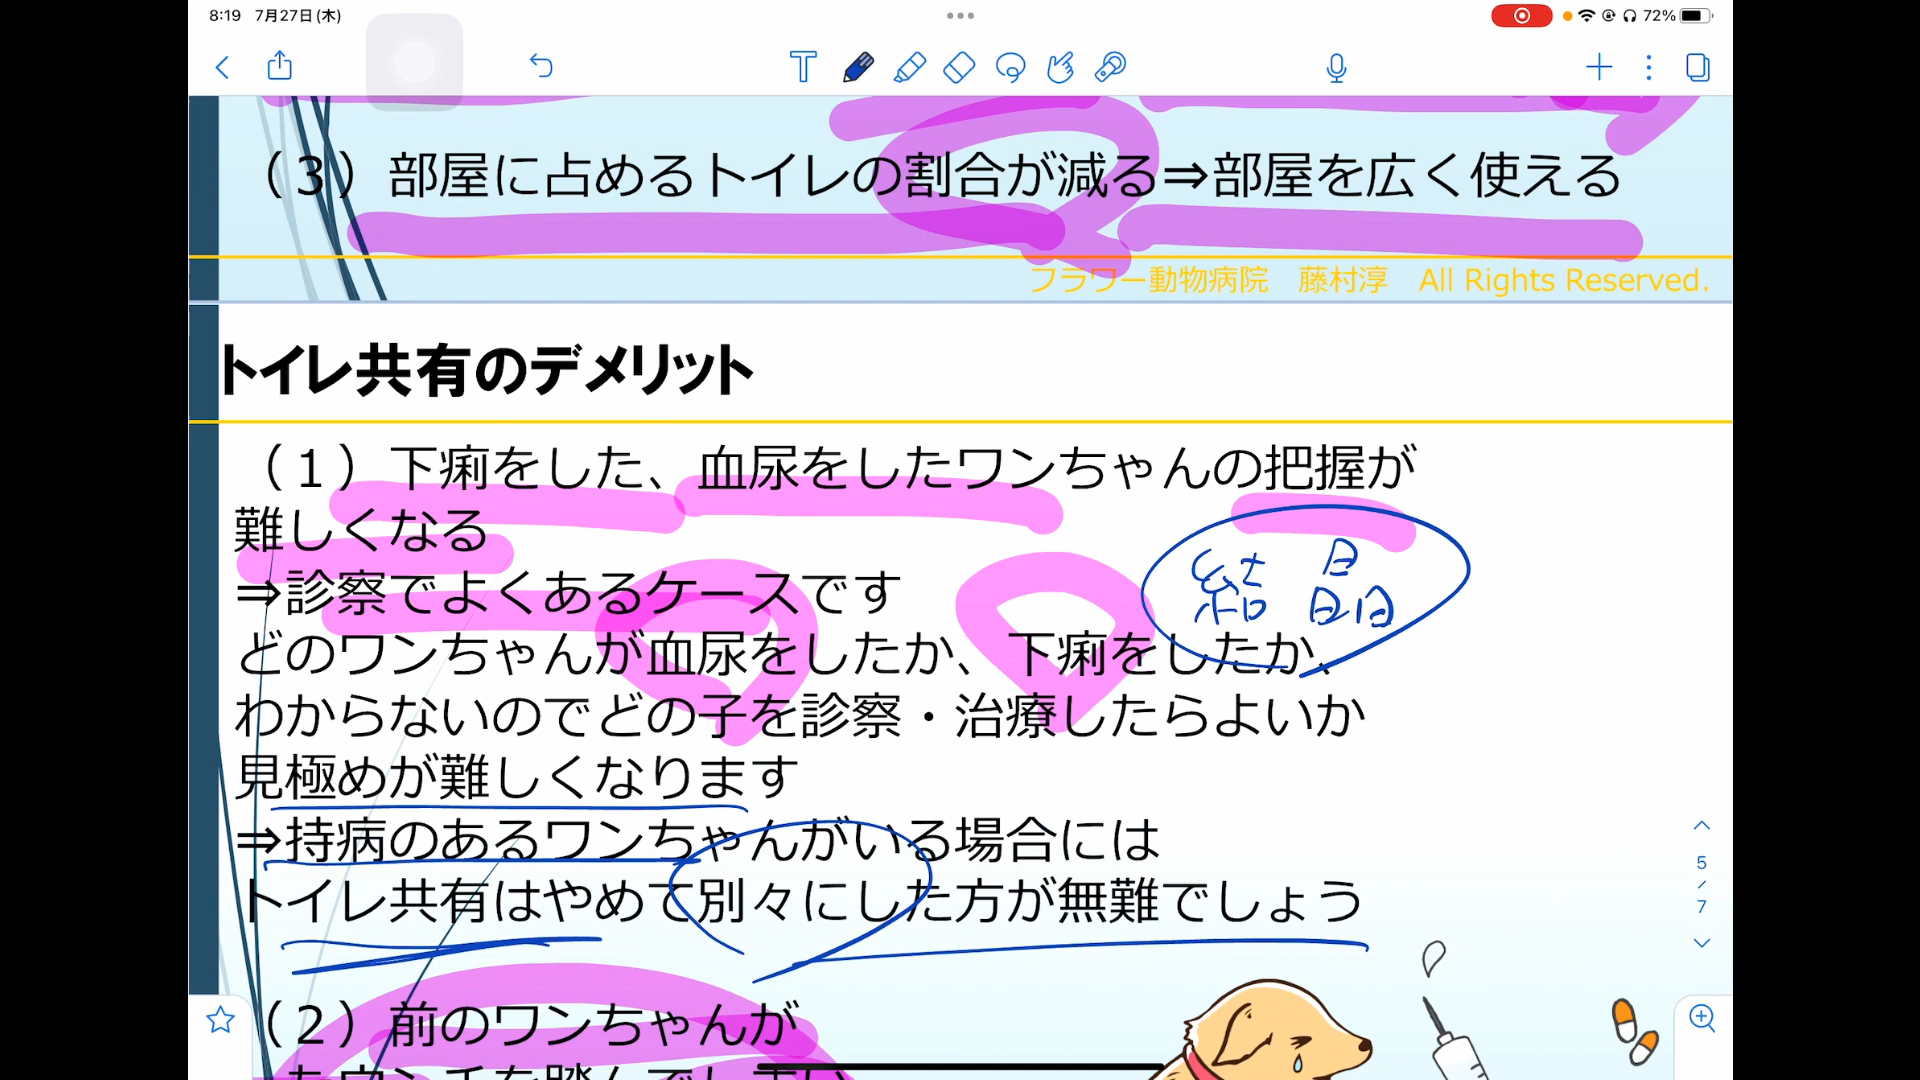 8:19 7月27日(木)
72%
（3）部屋に占めるトイレの割合が減る⇒部屋を広く使える
フラワー動物病院　藤村淳　All Rights Reserved.
トイレ共有のデメリット
（1）下痢をした、血尿をしたワンちゃんの把握が
難しくなる
⇒診察でよくあるケースです
結晶
どのワンちゃんが血尿をしたか、下痢をしたか、
わからないのでどの子を診察・治療したらよいか
見極めが難しくなります
⇒持病のあるワンちゃんがいる場合には
トイレ共有はやめて別々にした方が無難でしょう
5
/
7
（2）前のワンちゃんが